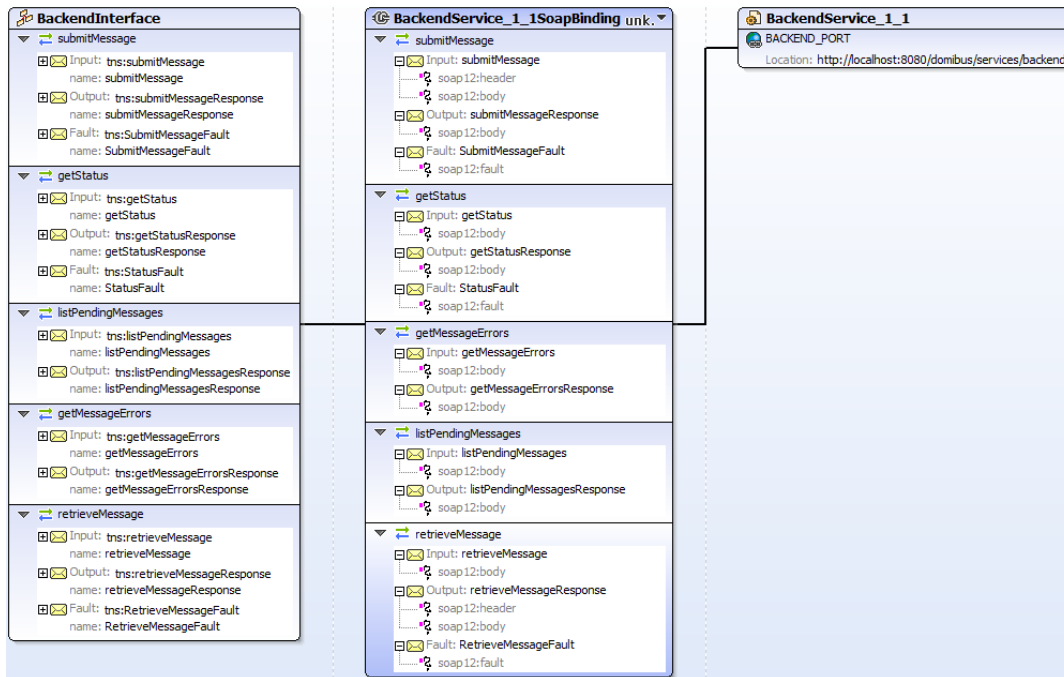 BackendInterface
submitMessage
Input: tns:submitMessage
name: submitMessage
Output: tns:submitMessageResponse
name: submitMessageResponse
Fault: tns:SubmitMessageFault
name: SubmitMessageFault
getStatus
Input: tns:getStatus
name: getStatus
Output: tns:getStatusResponse
name: getStatusResponse
Fault: tns:StatusFault
name: StatusFault
listPendingMessages
Input: tns:listPendingMessages
name: listPendingMessages
Output: tns:listPendingMessagesResponse
name: listPendingMessagesResponse
getMessageErrors
Input: tns:getMessageErrors
name: getMessageErrors
Output: tns:getMessageErrorsResponse
name: getMessageErrorsResponse
retrieveMessage
Input: tns:retrieveMessage
name: retrieveMessage
Output: tns:retrieveMessageResponse
name: retrieveMessageResponse
Fault: tns:RetrieveMessageFault
name: RetrieveMessageFault
BackendService_1_1SoapBinding unk.
submitMessage
Input: submitMessage
soap12:header
soap12:body
Output: submitMessageResponse
soap12:body
Fault: SubmitMessageFault
soap12:fault
getStatus
Input: getStatus
soap12:body
Output: getStatusResponse
soap12:body
Fault: StatusFault
soap12:fault
getMessageErrors
Input: getMessageErrors
soap12:body
Output: getMessageErrorsResponse
soap12:body
listPendingMessages
Input: listPendingMessages
soap12:body
Output: listPendingMessagesResponse
soap12:body
retrieveMessage
Input: retrieveMessage
soap12:body
Output: retrieveMessageResponse
soap12:header
soap12:body
Fault: RetrieveMessageFault
soap12:fault
BackendService_1_1
BACKEND_PORT
Location: http://localhost:8080/domibus/services/backend